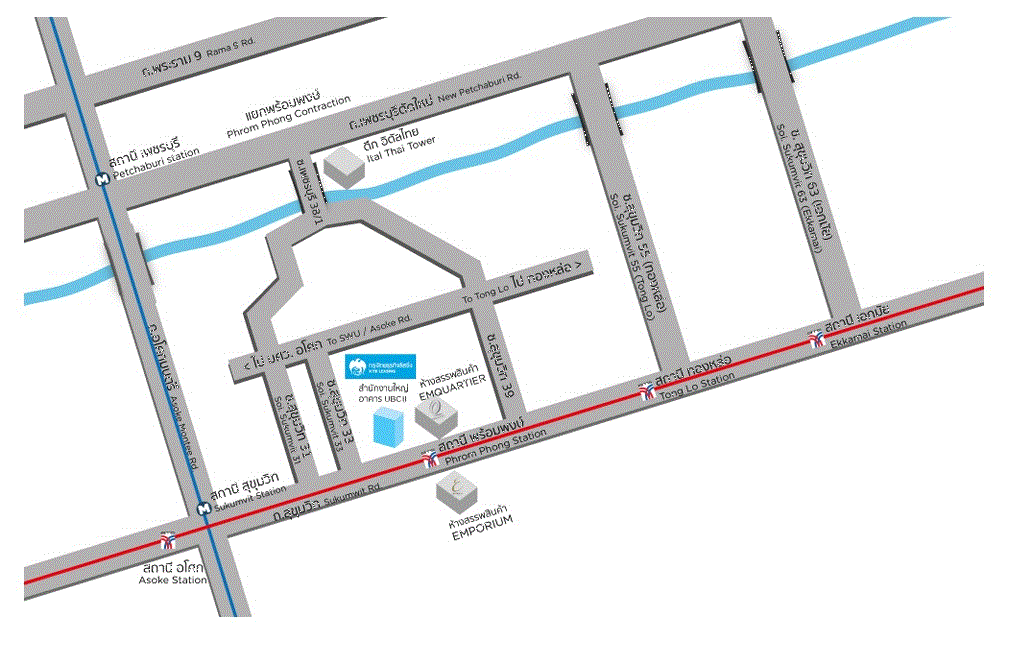 ถ.พระราม 9 Rama S Rd.
แยกพร้อมพงษ์
Phrom Phong Contraction
ถ.เพชรบุรีตัดใหม่ New Petchaburi Rd.
สถานี เพชรบุรี
Petchaburi station
ตึก อิตัลไทย
Ital Thai Tower
ซ.เพชรบุรี 38/1
ซ.สุขุมวิท 63 (เอกมัย)
Soi. Sukumvit 63 (Ekkamai)
ซ.สุขุมวิท 55 (ทองหล่อ)
Soi. Sukumvit 55 (Tong Lo)
To Tong Lo ไป ทองหล่อ >
< ไป มศว. อโศก To SWU / Asoke Rd.
Asoke Montee Rd
กรุงไทยธุรกิจลีสซิ่ง
KTB LEASING
สำนักงานใหญ่
อาคาร UBCII
ห้างสรรพสินค้า
EMQUARTIER
ซ.สุขุมวิท 39
ซ.สุขุมวิท 31
Soi. Sukumvit 31
ซ.สุขุมวิท 33
Soi. Sukumvit 33
สถานี เอกมัย
Ekkamai Station
สถานี ทองหล่อ
Tong Lo Station
สถานี พร้อมพงษ์
Phrom Phong Station
สถานี สุขุมวิท
Sukumvit Station
ถ.สุขุมวิท Sukumwit Rd
ห้างสรรพสินค้า
EMPORIUM
สถานี อโศก
Asoke Station